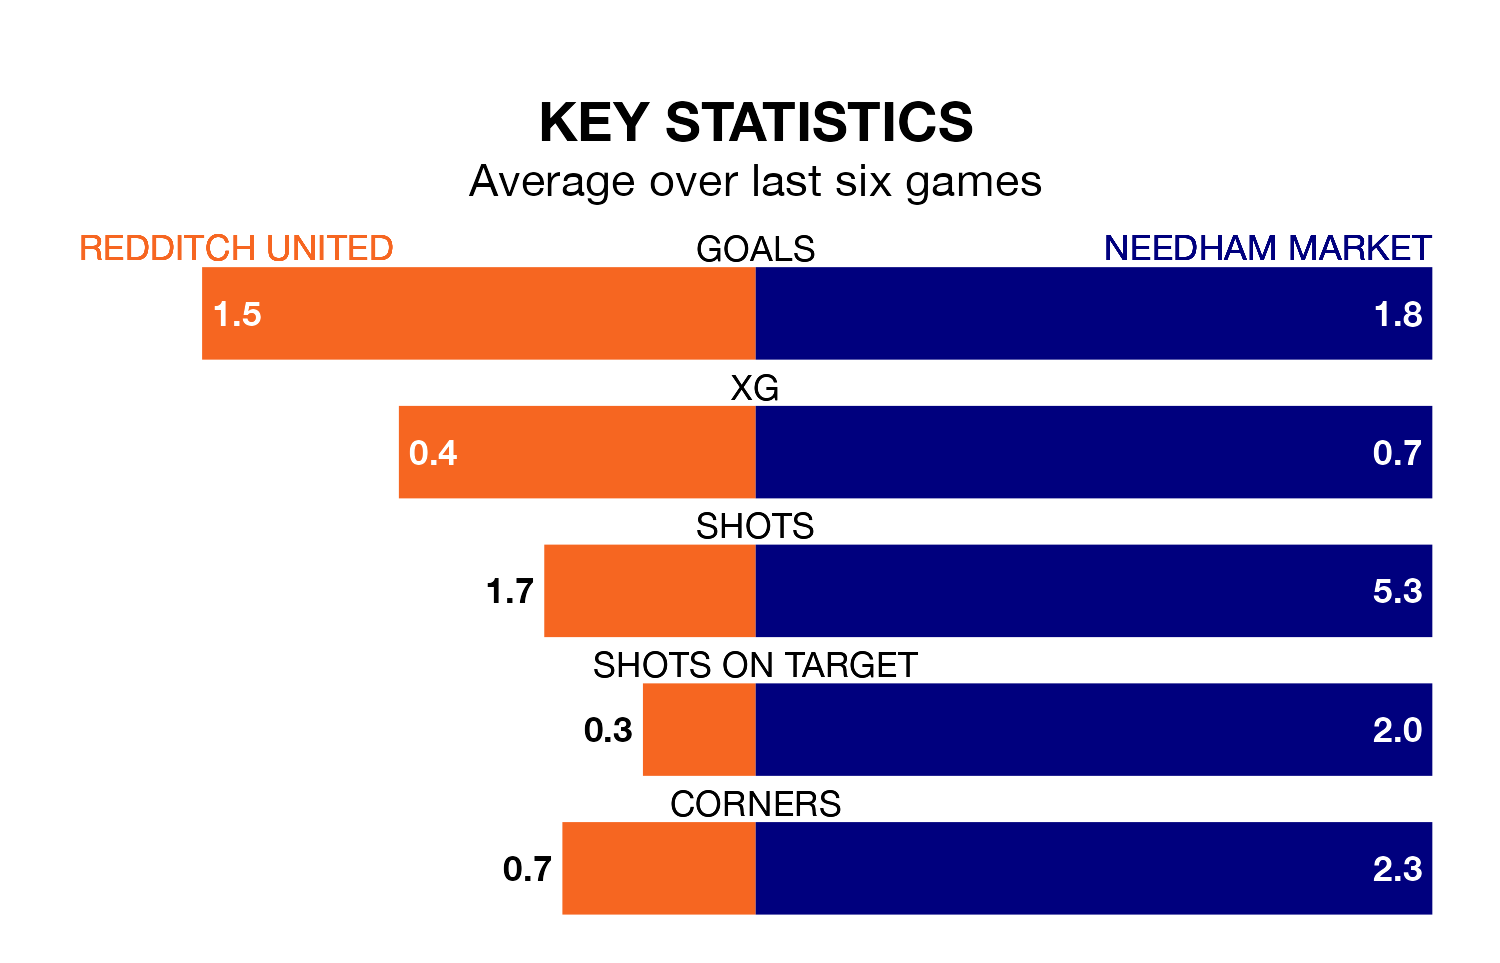 KEY STATISTICS
Average over last six games
REDDITCH UNITED GOALS NEEDHAM MARKET
1.5 1.8
XG
0.4 0.7
SHOTS
1.7 5.3
SHOTS ON TARGET
0.3 2.0
CORNERS
0.7 2.3